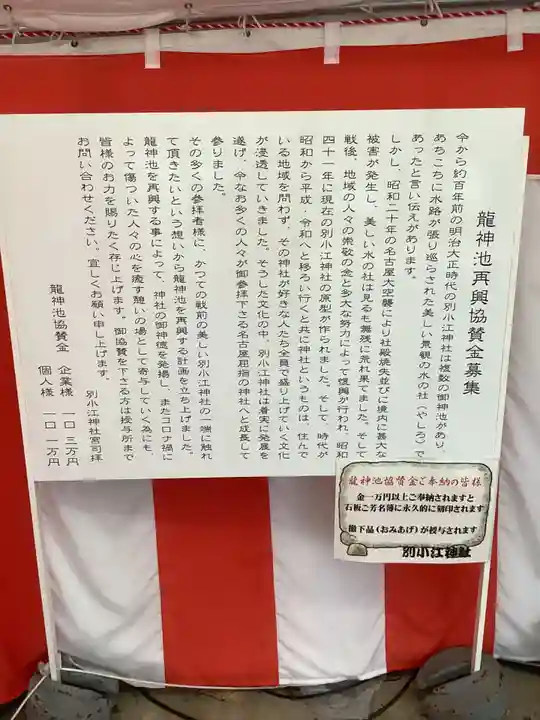 龍神池再興協賛金募集
今から約百年前の明治大正時代の別小江神社は複数の御神池があり、
あちこちに水路が張り巡らされた美しい景観の水の社（やしろ）で
あったと言い伝えがあります。
しかし、昭和二十年の名古屋大空襲により社殿焼失並びに境内に甚大な
被害が発生し、美しい水の社は見るも無残に荒れ果てました。そして
戦後、地域の人々の崇敬の念と多大な努力によって復興が行われ、昭和
四十一年に現在の別小江神社の原型が作られました。そして、時代が
昭和から平成・令和へと移ろい行くと共に神社というものは、住んで
いる地域を問わず、その神社が好きな人たち全員で盛り上げていく文化
が浸透していきました。そうした文化の中、別小江神社は着実に発展を
遂げ、今なお多くの人々が御参拝下さる名古屋屈指の神社へと成長して
参りました。
その多くの参拝者様に、かつての戦前の美しい別小江神社の一端に触れ
て頂きたいという想いから龍神池を再興する計画を立ち上げました。
龍神池を再興する事によって、神社の御神徳を発揚し、またコロナ禍に
よって傷ついた人々の心を癒す憩いの場として寄与していく為にも、
皆様のお力を賜りたく存じ上げます。御協賛を下さる方は授与所まで
お問い合わせください。宜しくお願い申し上げます。
別小江神社宮司拝
龍神池協賛金 企業様 一口 三万円
個人様 一口 一万円
龍神池協賛金ご奉納の皆様
金一万円以上ご奉納されますと
石板ご芳名簿に永久的に刻印されます
撤下品（おみあげ）が授与されます
別小江神社